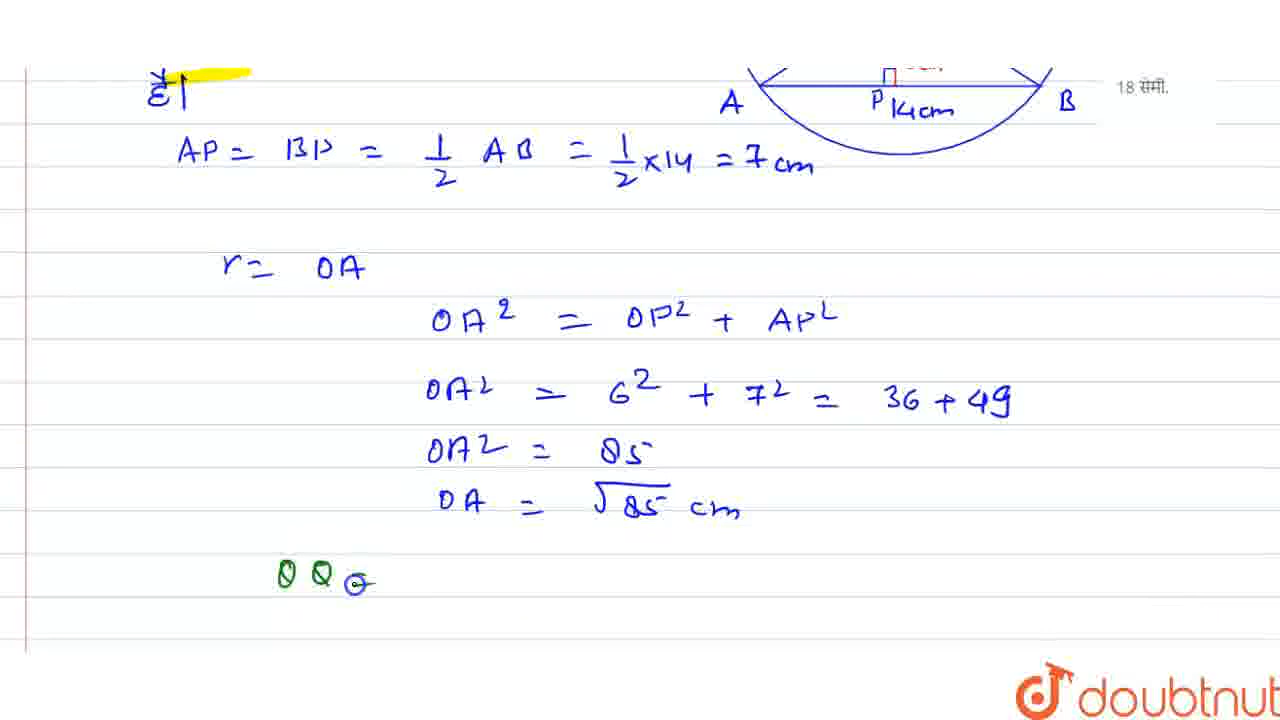 है|
A P 14cm B 18 सेमी.
AP = BP = 1/2 AB = 1/2 × 14 = 7 cm
r = OA
OA² = OP² + AP²
OA² = 6² + 7² = 36 + 49
OA² = 85
OA = √85 cm
OQ =
doubtnut